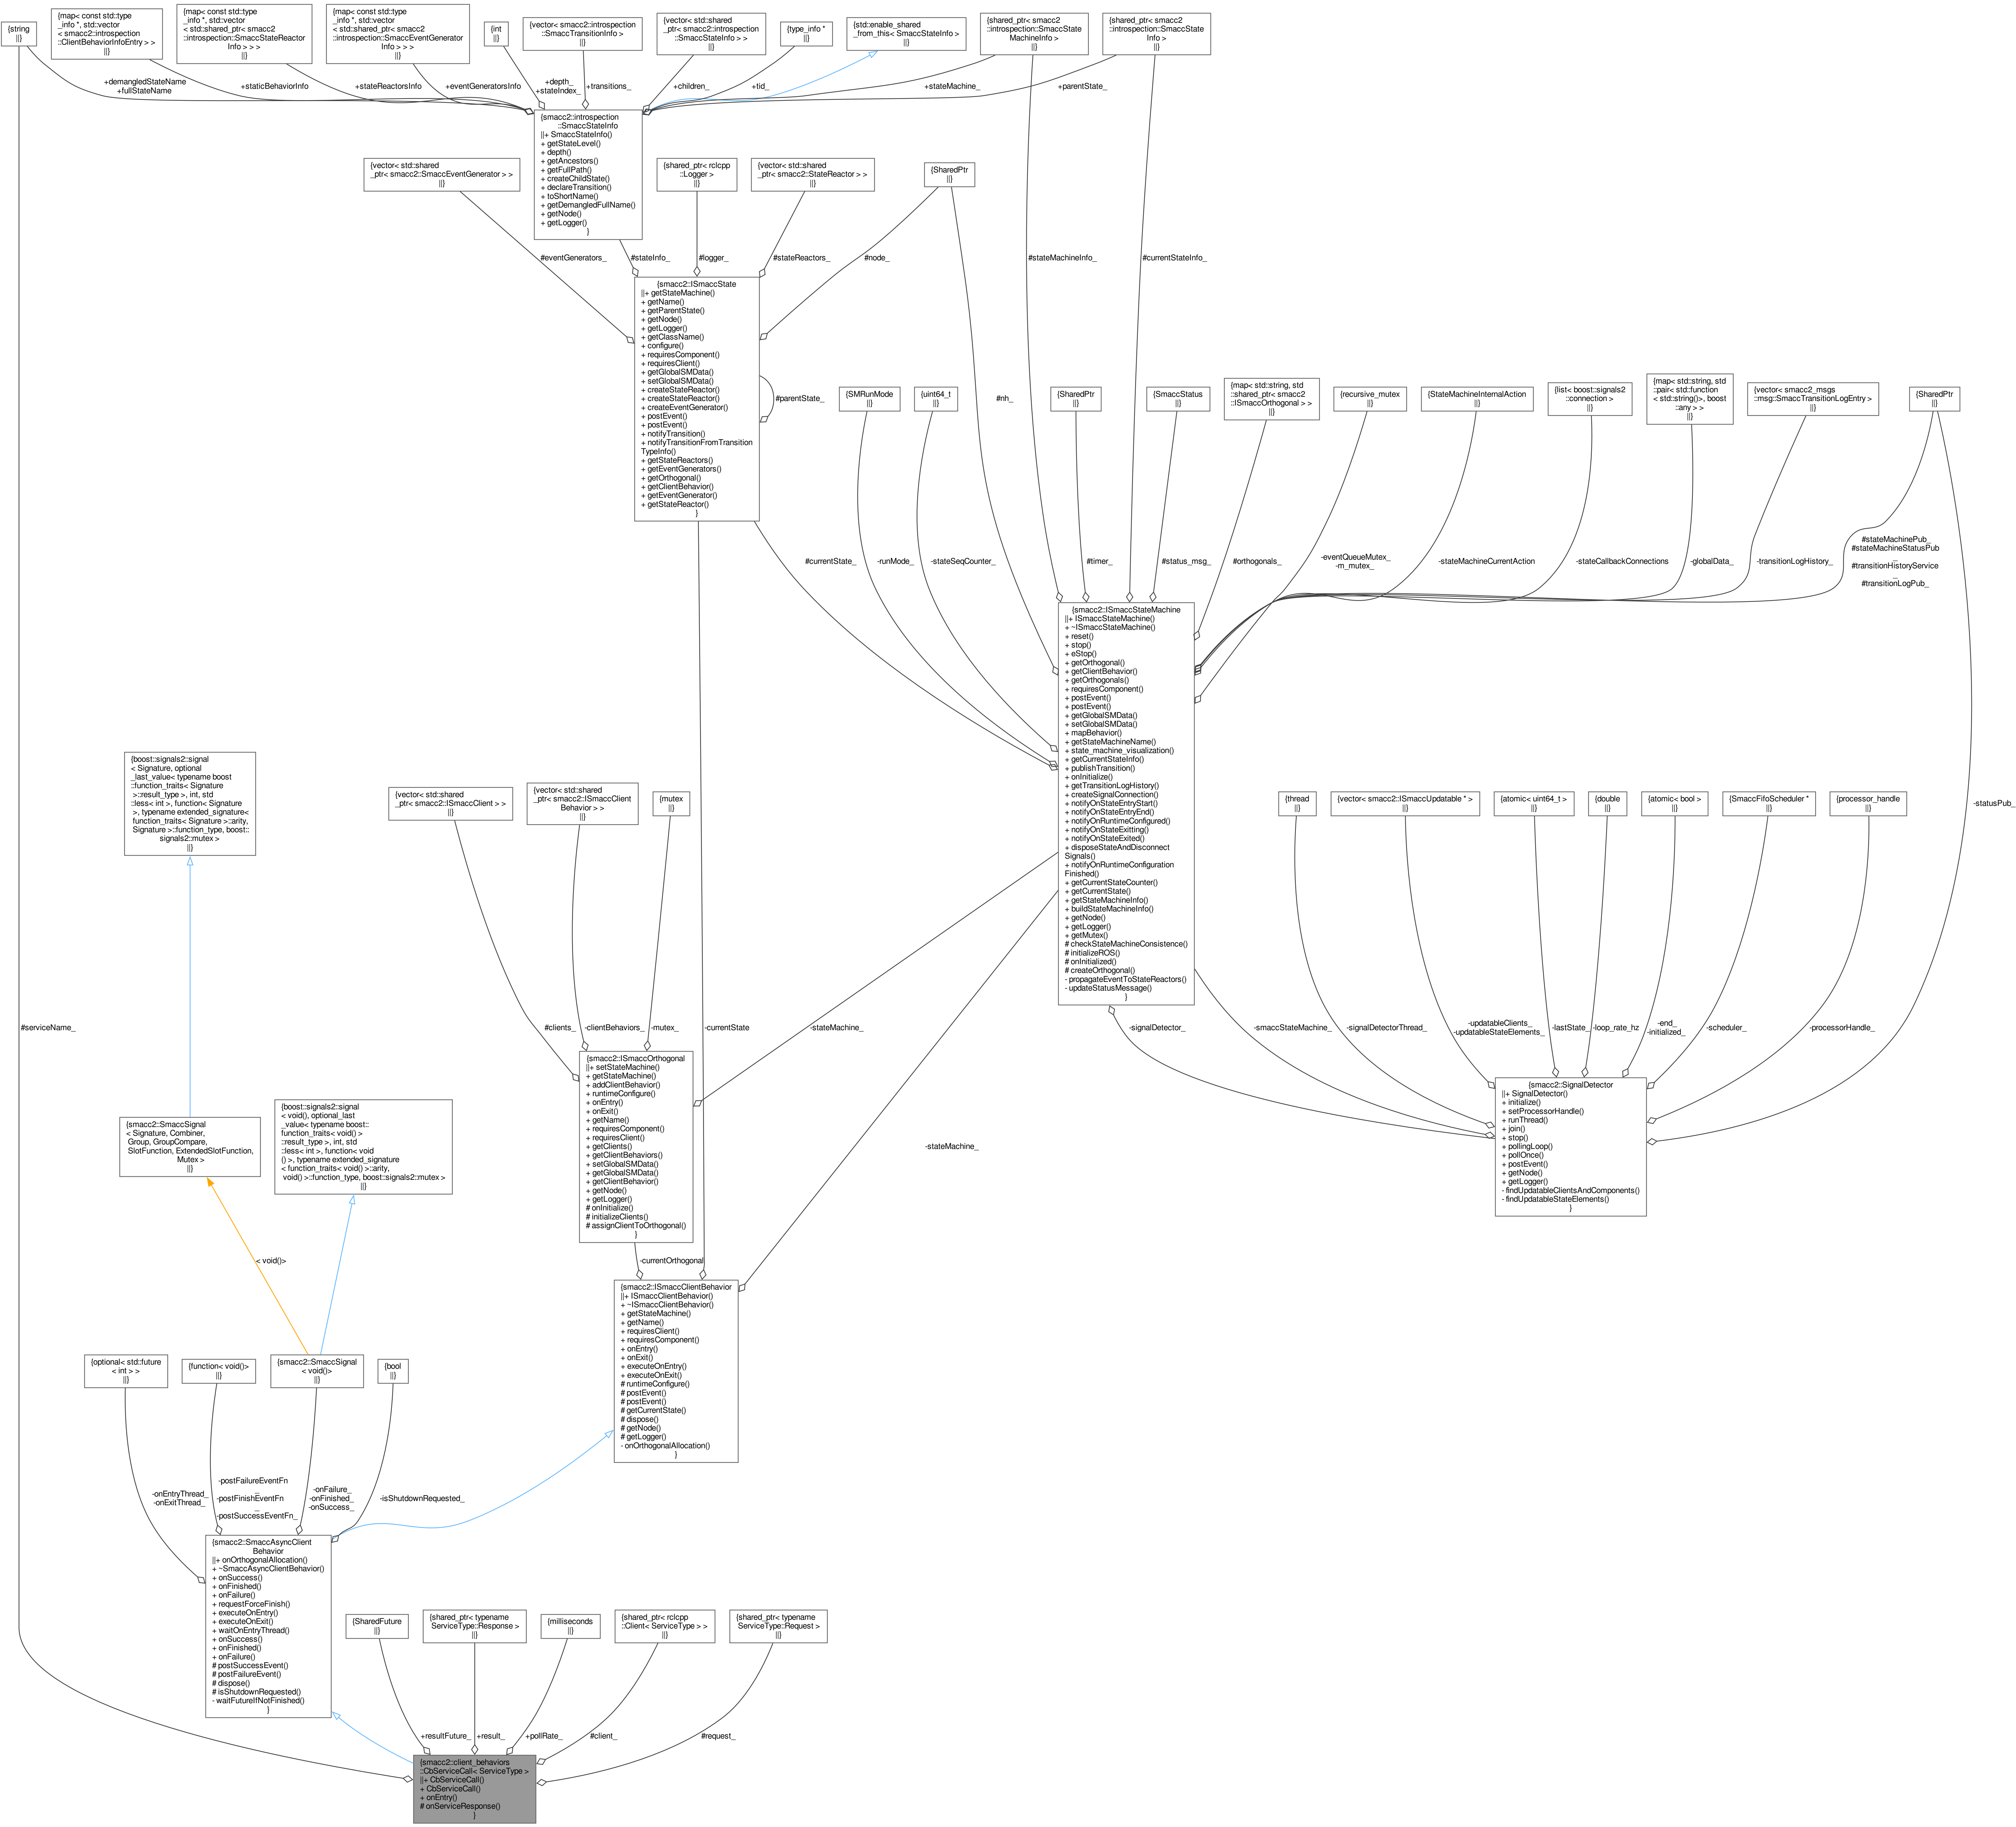 {string
||}
{map< const std::type
_info *, std::vector
< smacc2::introspection
::ClientBehaviorInfoEntry > >
||}
{map< const std::type
_info *, std::vector
< std::shared_ptr< smacc2
::introspection::SmaccStateReactor
Info > > >
||}
{map< const std::type
_info *, std::vector
< std::shared_ptr< smacc2
::introspection::SmaccEventGenerator
Info > > >
||}
{int
||}
{vector< smacc2::introspection
::SmaccTransitionInfo >
||}
{vector< std::shared
_ptr< smacc2::introspection
::SmaccStateInfo > >
||}
{type_info *
||}
{std::enable_shared
_from_this< SmaccStateInfo >
||}
{shared_ptr< smacc2
::introspection::SmaccState
MachineInfo >
||}
{shared_ptr< smacc2
::introspection::SmaccState
Info >
||}
+demangledStateName
+fullStateName
+staticBehaviorInfo
+stateReactorsInfo
+eventGeneratorsInfo
+depth_
+stateIndex_
+transitions_
+children_
+tid_
+stateMachine_
+parentState_
{smacc2::introspection
::SmaccStateInfo
||+ SmaccStateInfo()
+ getStateLevel()
+ depth()
+ getAncestors()
+ getFullPath()
+ createChildState()
+ declareTransition()
+ toShortName()
+ getDemangledFullName()
+ getNode()
+ getLogger()
}
{vector< std::shared
_ptr< smacc2::SmaccEventGenerator > >
||}
{shared_ptr< rclcpp
::Logger >
||}
{vector< std::shared
_ptr< smacc2::StateReactor > >
||}
{SharedPtr
||}
#eventGenerators_
#stateInfo_
#logger_
#stateReactors_
#node_
#stateMachineInfo_
#currentStateInfo_
{smacc2::ISmaccState
||+ getStateMachine()
+ getName()
+ getParentState()
+ getNode()
+ getLogger()
+ getClassName()
+ configure()
+ requiresComponent()
+ requiresClient()
+ getGlobalSMData()
+ setGlobalSMData()
+ createStateReactor()
+ createStateReactor()
+ createEventGenerator()
+ postEvent()
+ postEvent()
+ notifyTransition()
+ notifyTransitionFromTransition
TypeInfo()
+ getStateReactors()
+ getEventGenerators()
+ getOrthogonal()
+ getClientBehavior()
+ getEventGenerator()
+ getStateReactor()
}
#parentState_
#nh_
{SMRunMode
||}
{uint64_t
||}
{SharedPtr
||}
{SmaccStatus
||}
{map< std::string, std
::shared_ptr< smacc2
::ISmaccOrthogonal > >
||}
{recursive_mutex
||}
{StateMachineInternalAction
||}
{list< boost::signals2
::connection >
||}
{map< std::string, std
::pair< std::function
< std::string()>, boost
::any > >
||}
{vector< smacc2_msgs
::msg::SmaccTransitionLogEntry >
||}
{SharedPtr
||}
#currentState_
-runMode_
-stateSeqCounter_
#timer_
#status_msg_
#orthogonals_
-eventQueueMutex_
-m_mutex_
-stateMachineCurrentAction
-stateCallbackConnections
-globalData_
-transitionLogHistory_
#stateMachinePub_
#stateMachineStatusPub
_
#transitionHistoryService
_
#transitionLogPub_
{smacc2::ISmaccStateMachine
||+ ISmaccStateMachine()
+ ~ISmaccStateMachine()
+ reset()
+ stop()
+ eStop()
+ getOrthogonal()
+ getClientBehavior()
+ getOrthogonals()
+ requiresComponent()
+ postEvent()
+ postEvent()
+ getGlobalSMData()
+ setGlobalSMData()
+ mapBehavior()
+ getStateMachineName()
+ state_machine_visualization()
+ getCurrentStateInfo()
+ publishTransition()
+ onInitialize()
+ getTransitionLogHistory()
+ createSignalConnection()
+ notifyOnStateEntryStart()
+ notifyOnStateEntryEnd()
+ notifyOnRuntimeConfigured()
+ notifyOnStateExitting()
+ notifyOnStateExited()
+ disposeStateAndDisconnect
Signals()
+ notifyOnRuntimeConfiguration
Finished()
+ getCurrentStateCounter()
+ getCurrentState()
+ getStateMachineInfo()
+ buildStateMachineInfo()
+ getNode()
+ getLogger()
+ getMutex()
# checkStateMachineConsistence()
# initializeROS()
# onInitialized()
# createOrthogonal()
- propagateEventToStateReactors()
- updateStatusMessage()
}
{boost::signals2::signal
< Signature, optional
_last_value< typename boost
::function_traits< Signature
>::result_type >, int, std
::less< int >, function< Signature
>, typename extended_signature<
function_traits< Signature >::arity,
Signature >::function_type, boost::
signals2::mutex >
||}
{vector< std::shared
_ptr< smacc2::ISmaccClient > >
||}
{vector< std::shared
_ptr< smacc2::ISmaccClient
Behavior > >
||}
{mutex
||}
{thread
||}
{vector< smacc2::ISmaccUpdatable * >
||}
{atomic< uint64_t >
||}
{double
||}
{atomic< bool >
||}
{SmaccFifoScheduler *
||}
{processor_handle
||}
-statusPub_
#serviceName_
#clients_
-clientBehaviors_
-mutex_
-currentState
-stateMachine_
-signalDetector_
-smaccStateMachine_
-signalDetectorThread_
-updatableClients_
-updatableStateElements_
-lastState_
-loop_rate_hz
-end_
-initialized_
-scheduler_
-processorHandle_
{smacc2::ISmaccOrthogonal
||+ setStateMachine()
+ getStateMachine()
+ addClientBehavior()
+ runtimeConfigure()
+ onEntry()
+ onExit()
+ getName()
+ requiresComponent()
+ requiresClient()
+ getClients()
+ getClientBehaviors()
+ setGlobalSMData()
+ getGlobalSMData()
+ getClientBehavior()
+ getNode()
+ getLogger()
# onInitialize()
# initializeClients()
# assignClientToOrthogonal()
}
{smacc2::SignalDetector
||+ SignalDetector()
+ initialize()
+ setProcessorHandle()
+ runThread()
+ join()
+ stop()
+ pollingLoop()
+ pollOnce()
+ postEvent()
+ getNode()
+ getLogger()
- findUpdatableClientsAndComponents()
- findUpdatableStateElements()
}
{smacc2::SmaccSignal
< Signature, Combiner,
Group, GroupCompare,
SlotFunction, ExtendedSlotFunction,
Mutex >
||}
{boost::signals2::signal
< void(), optional_last
_value< typename boost::
function_traits< void() >
::result_type >, int, std
::less< int >, function< void
() >, typename extended_signature
< function_traits< void() >::arity,
void() >::function_type, boost::signals2::mutex >
||}
-stateMachine_
< void()>
-currentOrthogonal
{smacc2::ISmaccClientBehavior
||+ ISmaccClientBehavior()
+ ~ISmaccClientBehavior()
+ getStateMachine()
+ getName()
+ requiresClient()
+ requiresComponent()
+ onEntry()
+ onExit()
+ executeOnEntry()
+ executeOnExit()
# runtimeConfigure()
# postEvent()
# postEvent()
# getCurrentState()
# dispose()
# getNode()
# getLogger()
- onOrthogonalAllocation()
}
{optional< std::future
< int > >
||}
{function< void()>
||}
{smacc2::SmaccSignal
< void()>
||}
{bool
||}
-onEntryThread_
-onExitThread_
-postFailureEventFn
_
-postFinishEventFn
_
-postSuccessEventFn_
-onFailure_
-onFinished_
-onSuccess_
-isShutdownRequested_
{smacc2::SmaccAsyncClient
Behavior
||+ onOrthogonalAllocation()
+ ~SmaccAsyncClientBehavior()
+ onSuccess()
+ onFinished()
+ onFailure()
+ requestForceFinish()
+ executeOnEntry()
+ executeOnExit()
+ waitOnEntryThread()
+ onSuccess()
+ onFinished()
+ onFailure()
# postSuccessEvent()
# postFailureEvent()
# dispose()
# isShutdownRequested()
- waitFutureIfNotFinished()
}
{SharedFuture
||}
{shared_ptr< typename
ServiceType::Response >
||}
{milliseconds
||}
{shared_ptr< rclcpp
::Client< ServiceType > >
||}
{shared_ptr< typename
ServiceType::Request >
||}
+resultFuture_
+result_
+pollRate_
#client_
#request_
{smacc2::client_behaviors
::CbServiceCall< ServiceType >
||+ CbServiceCall()
+ CbServiceCall()
+ onEntry()
# onServiceResponse()
}